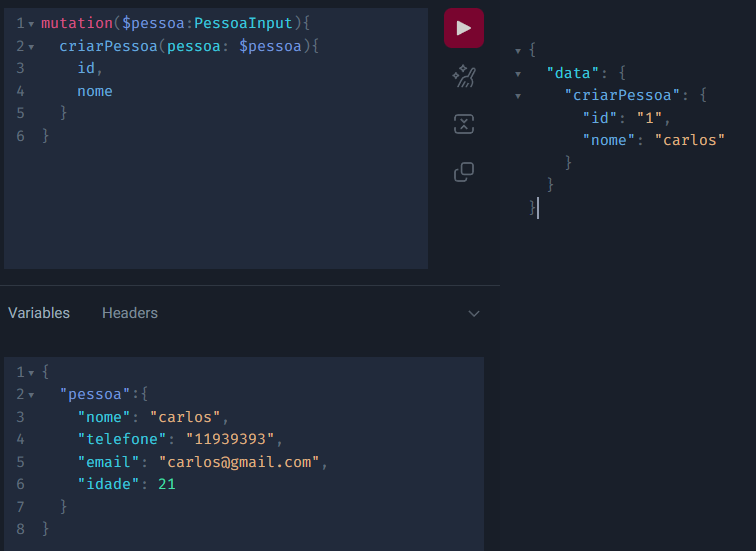 1 mutation($pessoa:PessoaInput){
2 criarPessoa(pessoa: $pessoa){
3 id,
4 nome
5 }
6 }
Variables Headers
1 {
2 "pessoa":{
3 "nome": "carlos",
4 "telefone": "11939393",
5 "email": "carlos@gmail.com",
6 "idade": 21
7 }
8 }
{
"data": {
"criarPessoa": {
"id": "1",
"nome": "carlos"
}
}
}